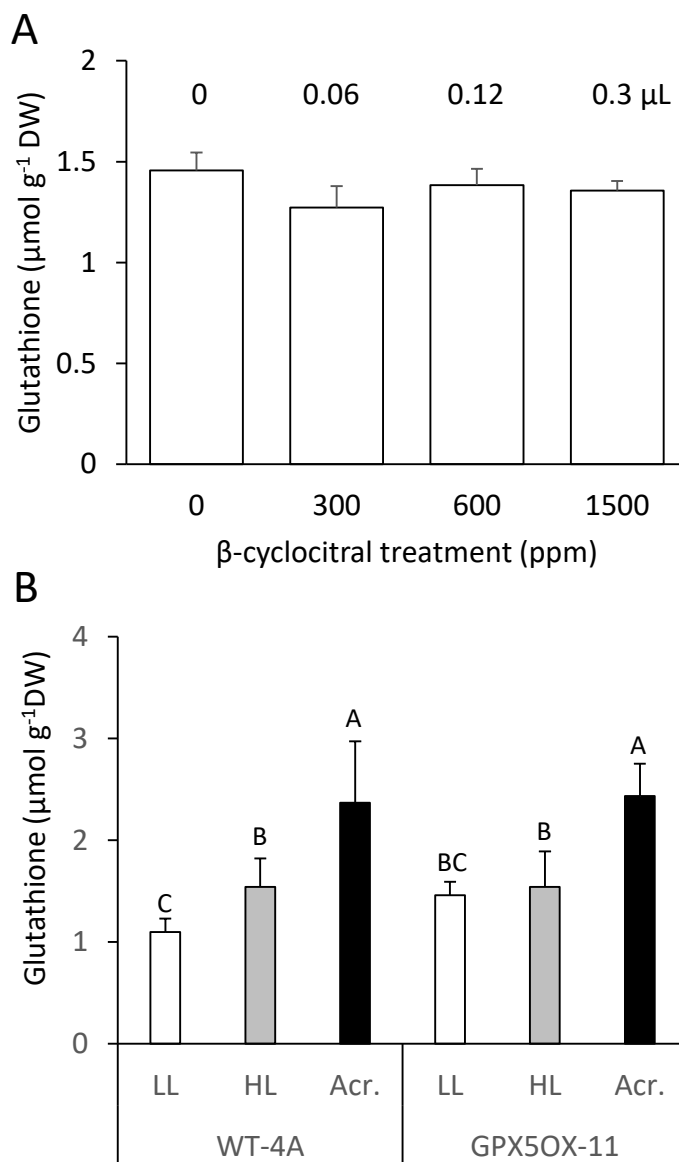 A
Glutathione (μmol g⁻¹ DW)
2
1.5
1
0.5
0
0 0.06 0.12 0.3 μL
0 300 600 1500
β-cyclocitral treatment (ppm)
B
Glutathione (μmol g⁻¹DW)
4
3
2
1
0
C B A BC B A
LL HL Acr. LL HL Acr.
WT-4A GPX5OX-11